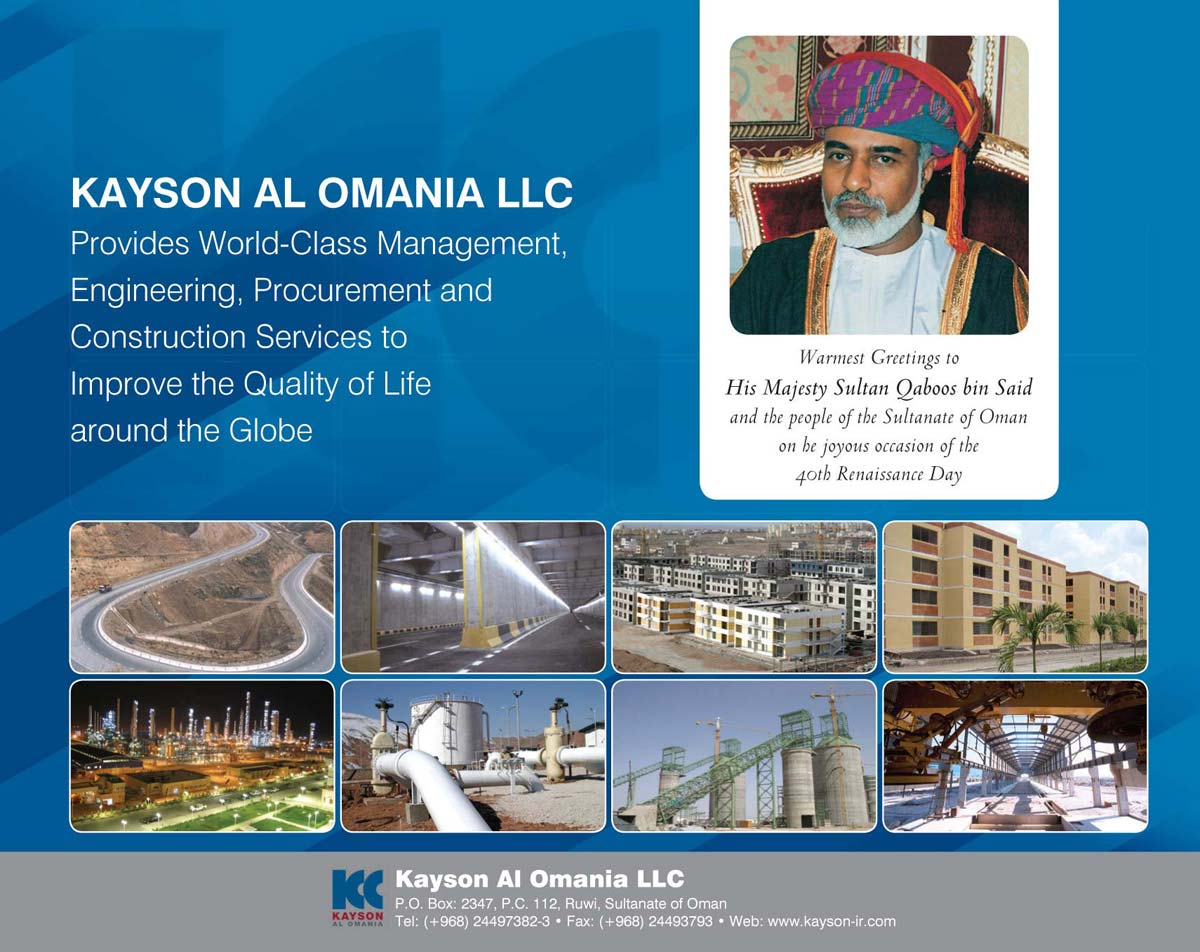 KAYSON AL OMANIA LLC
Provides World-Class Management,
Engineering, Procurement and
Construction Services to
Improve the Quality of Life
around the Globe
Warmest Greetings to
His Majesty Sultan Qaboos bin Said
and the people of the Sultanate of Oman
on he joyous occasion of the
40th Renaissance Day
KAYSON
AL OMANIA
Kayson Al Omania LLC
P.O. Box: 2347, P.C. 112, Ruwi, Sultanate of Oman
Tel: (+968) 24497382-3 • Fax: (+968) 24493793 • Web: www.kayson-ir.com